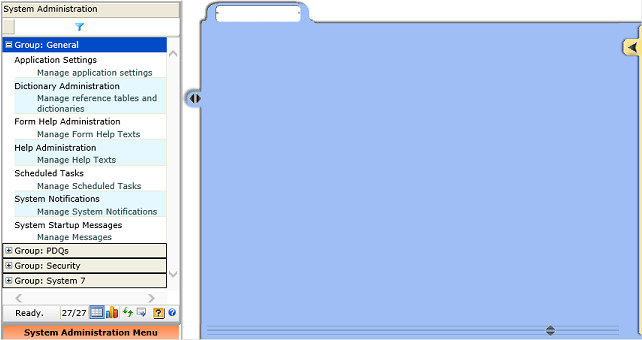 System Administration
Group: General
Application Settings
Manage application settings
Dictionary Administration
Manage reference tables and
dictionaries
Form Help Administration
Manage Form Help Texts
Help Administration
Manage Help Texts
Scheduled Tasks
Manage Scheduled Tasks
System Notifications
Manage System Notifications
System Startup Messages
Manage Messages
Group: PDQs
Group: Security
Group: System 7
Ready. 27/27
System Administration Menu